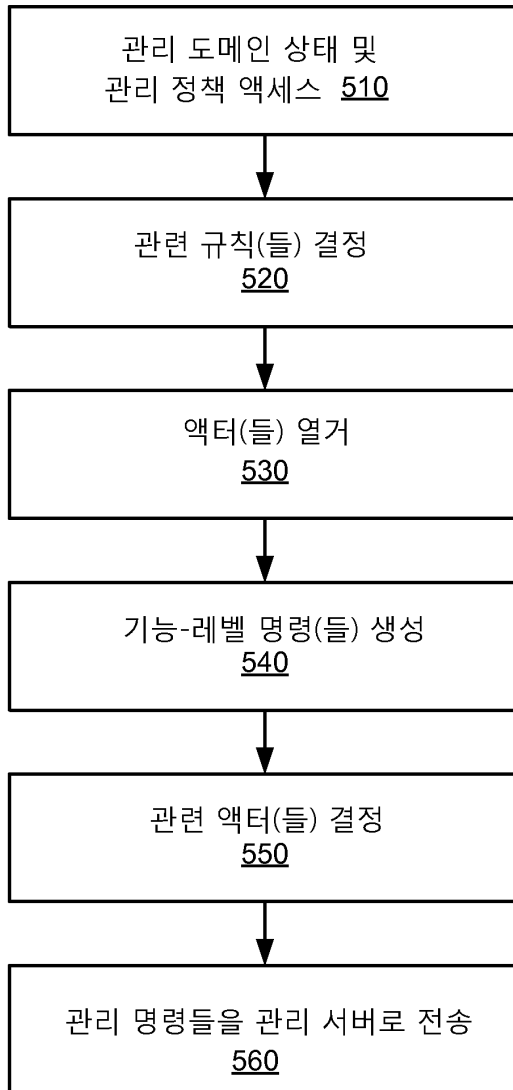 관리 도메인 상태 및
관리 정책 액세스 510
관련 규칙(들) 결정
520
액터(들) 열거
530
기능-레벨 명령(들) 생성
540
관련 액터(들) 결정
550
관리 명령들을 관리 서버로 전송
560